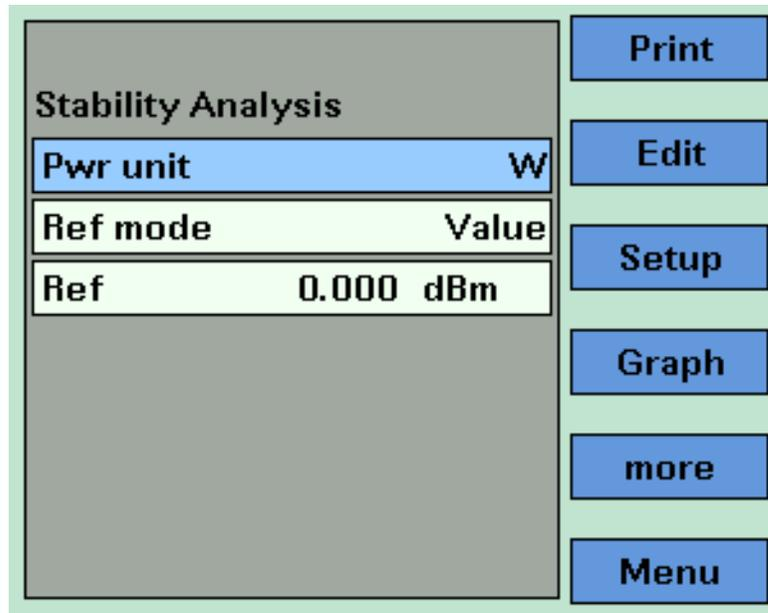 Stability Analysis
Pwr unit W
Ref mode Value
Ref 0.000 dBm
Print
Edit
Setup
Graph
more
Menu